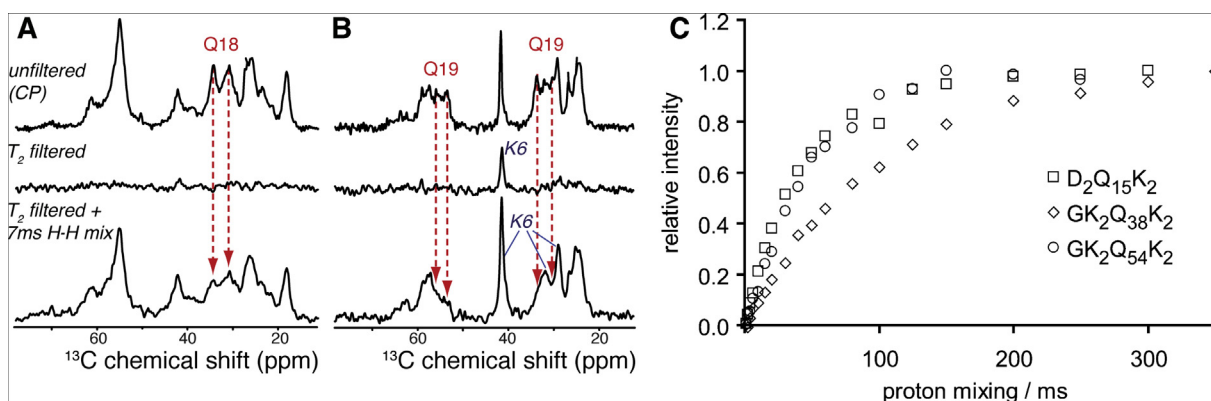 A
Q18
unfiltered
(CP)
T₂ filtered
T₂ filtered +
7ms H-H mix
60 40 20
¹³C chemical shift (ppm)
B
Q19
Q19
K6
K6
60 40 20
¹³C chemical shift (ppm)
C
1.2
1.0
0.8
0.6
0.4
0.2
0.0
relative intensity
D₂Q₁₅K₂
GK₂Q₃₈K₂
GK₂Q₅₄K₂
100 200 300
proton mixing / ms